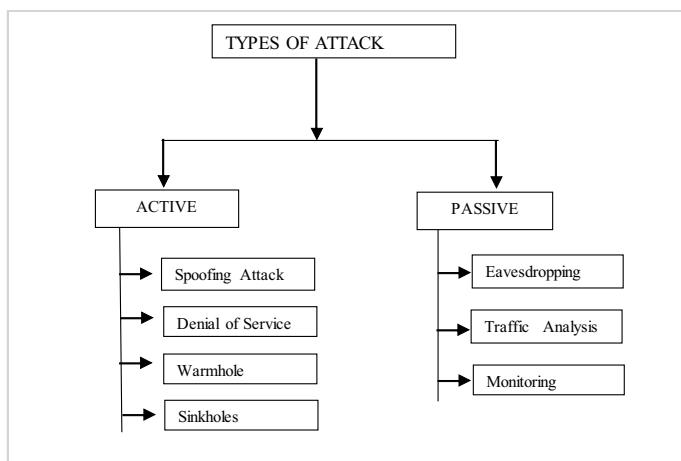 TYPES OF ATTACK
ACTIVE
PASSIVE
Spoofing Attack
Denial of Service
Warmhole
Sinkholes
Eavesdropping
Traffic Analysis
Monitoring